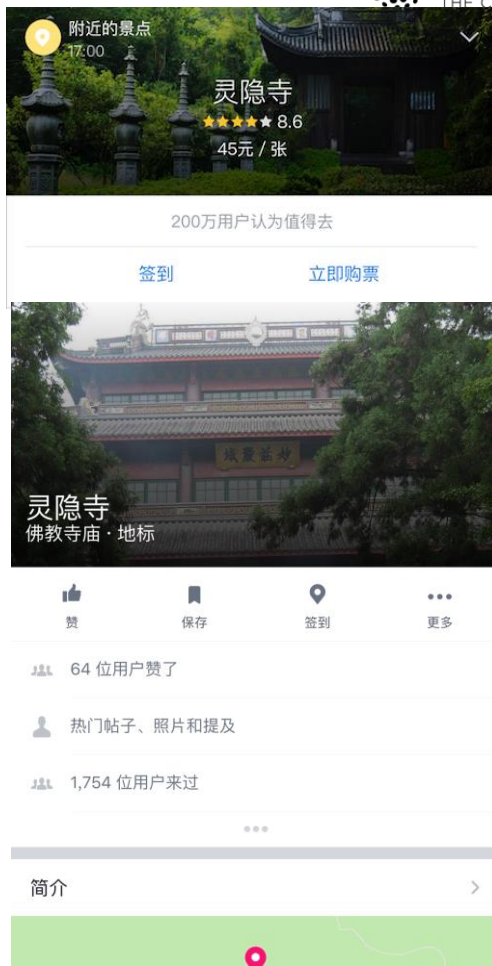 THE C
附近的景点
17:00
灵隐寺
8.6
45元 / 张
200万用户认为值得去
签到 立即购票
灵隐寺
佛教寺庙 · 地标
赞 保存 签到 更多
64 位用户赞了
热门帖子、照片和提及
1,754 位用户来过
简介